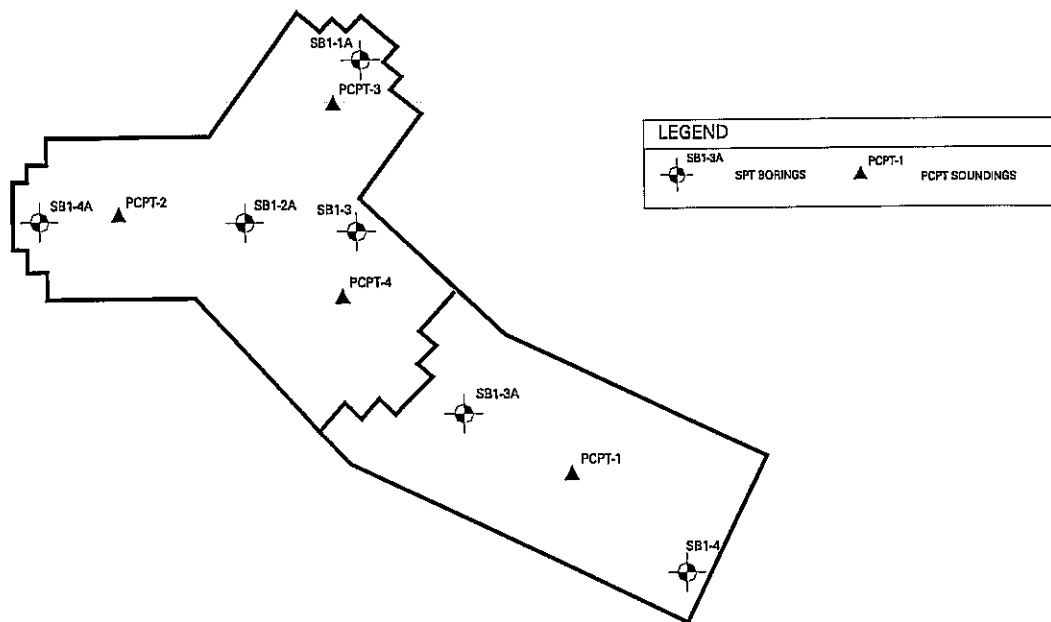 SB1-1A
PCPT-3
LEGEND
SB1-3A
SPT BORINGS
PCPT-1
PCPT SOUNDINGS
SB1-4A
PCPT-2
SB1-2A
SB1-3
PCPT-4
SB1-3A
PCPT-1
SB1-4